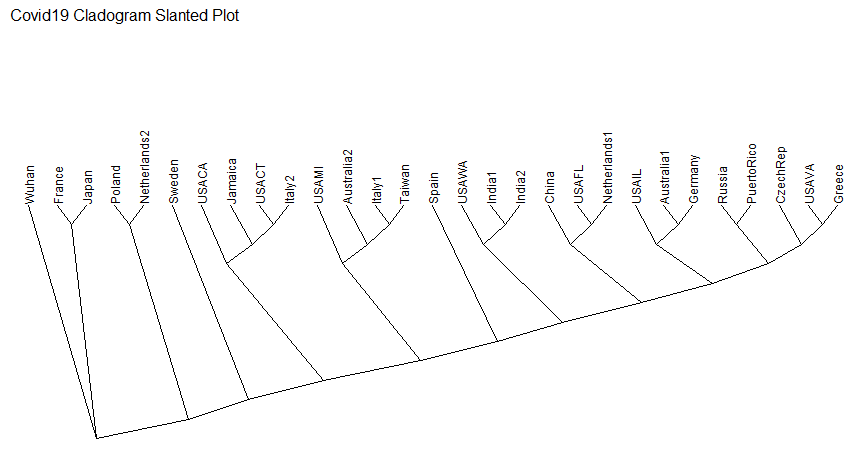 Covid19 Cladogram Slanted Plot
Wuhan
France
Japan
Poland
Netherlands2
Sweden
USACA
Jamaica
USACT
Italy2
USAMI
Australia2
Italy1
Taiwan
Spain
USAWA
India1
India2
China
USAFL
Netherlands1
USAIL
Australia1
Germany
Russia
PuertoRico
CzechRep
USAVA
Greece